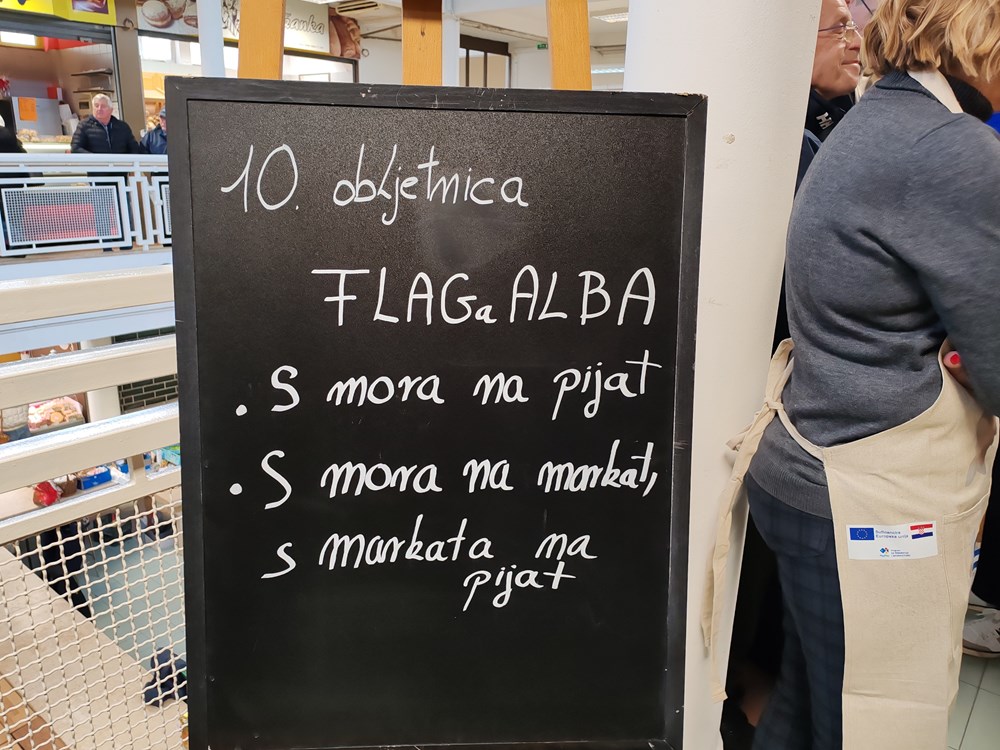 10. obljetnica
FLAGa ALBA
. S mora na pijat
. S mora na markat,
s markata na
pijat